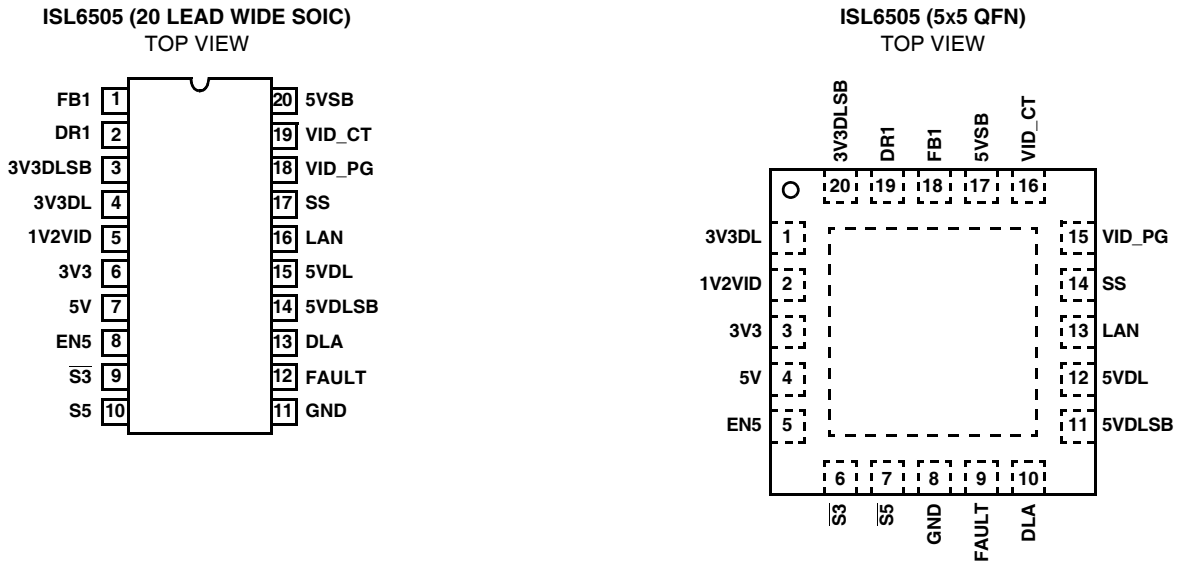 ISL6505 (20 LEAD WIDE SOIC)
TOP VIEW
FB1 1 20 5VSB
DR1 2 19 VID_CT
3V3DLSB 3 18 VID_PG
3V3DL 4 17 SS
1V2VID 5 16 LAN
3V3 6 15 5VDL
5V 7 14 5VDLSB
EN5 8 13 DLA
S̅3̅ 9 12 FAULT
S5 10 11 GND
ISL6505 (5x5 QFN)
TOP VIEW
3V3DLSB DR1 FB1 5VSB VID_CT
20 19 18 17 16
3V3DL 1 15 VID_PG
1V2VID 2 14 SS
3V3 3 13 LAN
5V 4 12 5VDL
EN5 5 11 5VDLSB
6 7 8 9 10
S̅3̅ S̅5̅ GND FAULT DLA